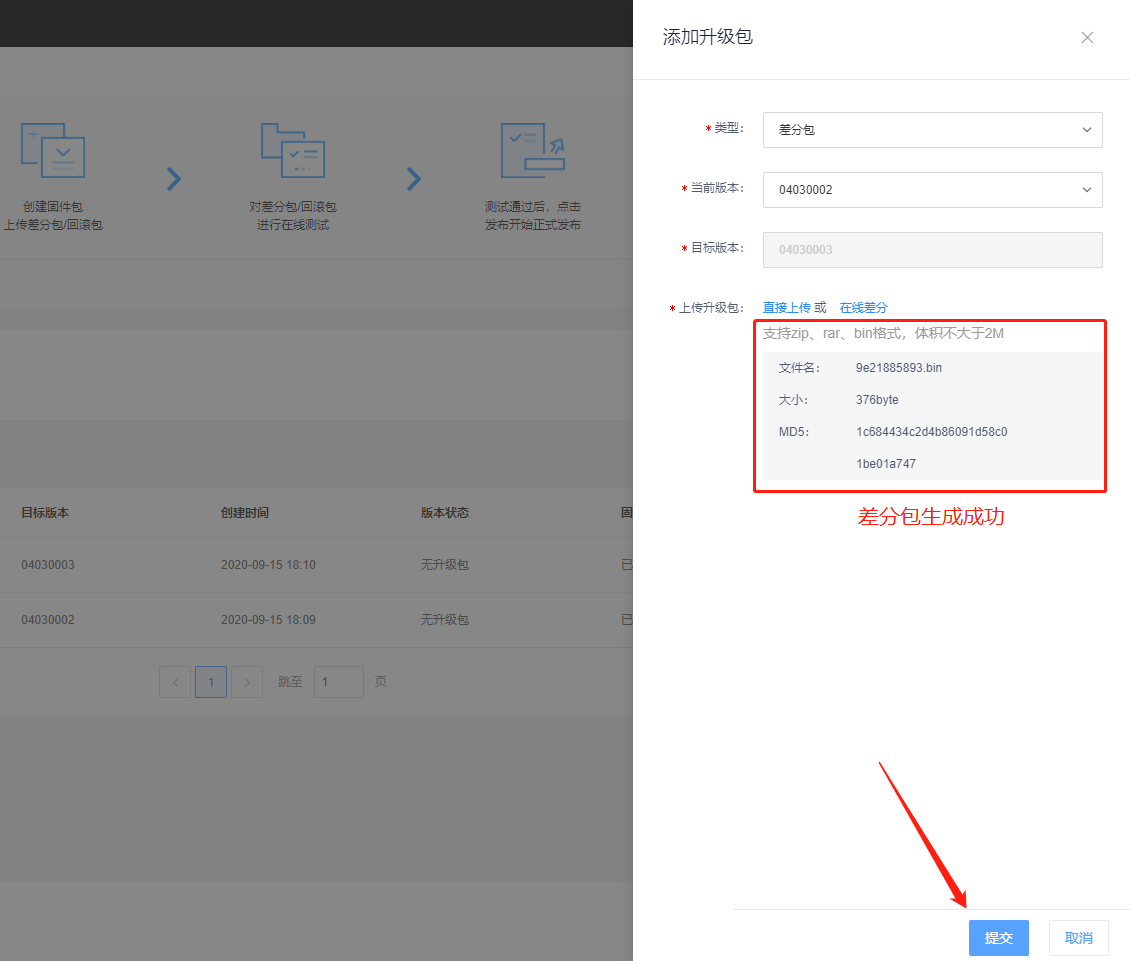 添加升级包
* 类型: 差分包
* 当前版本: 04030002
* 目标版本: 04030003
* 上传升级包: 直接上传 或 在线差分
支持zip、rar、bin格式，体积不大于2M
文件名: 9e21885893.bin
大小: 376byte
MD5: 1c684434c2d4b86091d58c0
1be01a747
差分包生成成功
提交 取消
创建固件包
上传差分包/回滚包
对差分包/回滚包
进行在线测试
测试通过后，点击
发布开始正式发布
目标版本 创建时间 版本状态 固
04030003 2020-09-15 18:10 无升级包 已
04030002 2020-09-15 18:09 无升级包 已
1 跳至 1 页